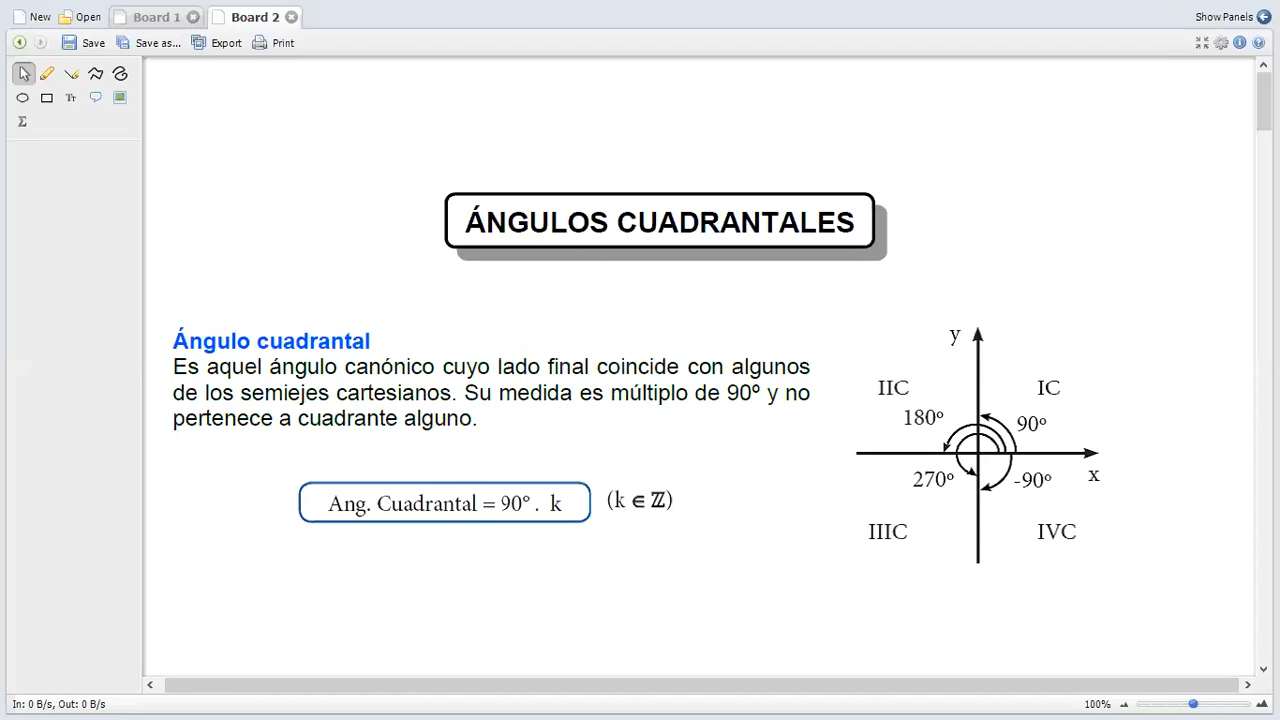 New Open Board 1 Board 2 Show Panels
Save Save as... Export Print
Tr
Σ
ÁNGULOS CUADRANTALES
Ángulo cuadrantal
Es aquel ángulo canónico cuyo lado final coincide con algunos
de los semiejes cartesianos. Su medida es múltiplo de 90º y no
pertenece a cuadrante alguno.
Ang. Cuadrantal = 90° . k (k ∈ ℤ)
y
IIC IC
180º 90º
x
270º -90º
IIIC IVC
In: 0 B/s, Out: 0 B/s 100%